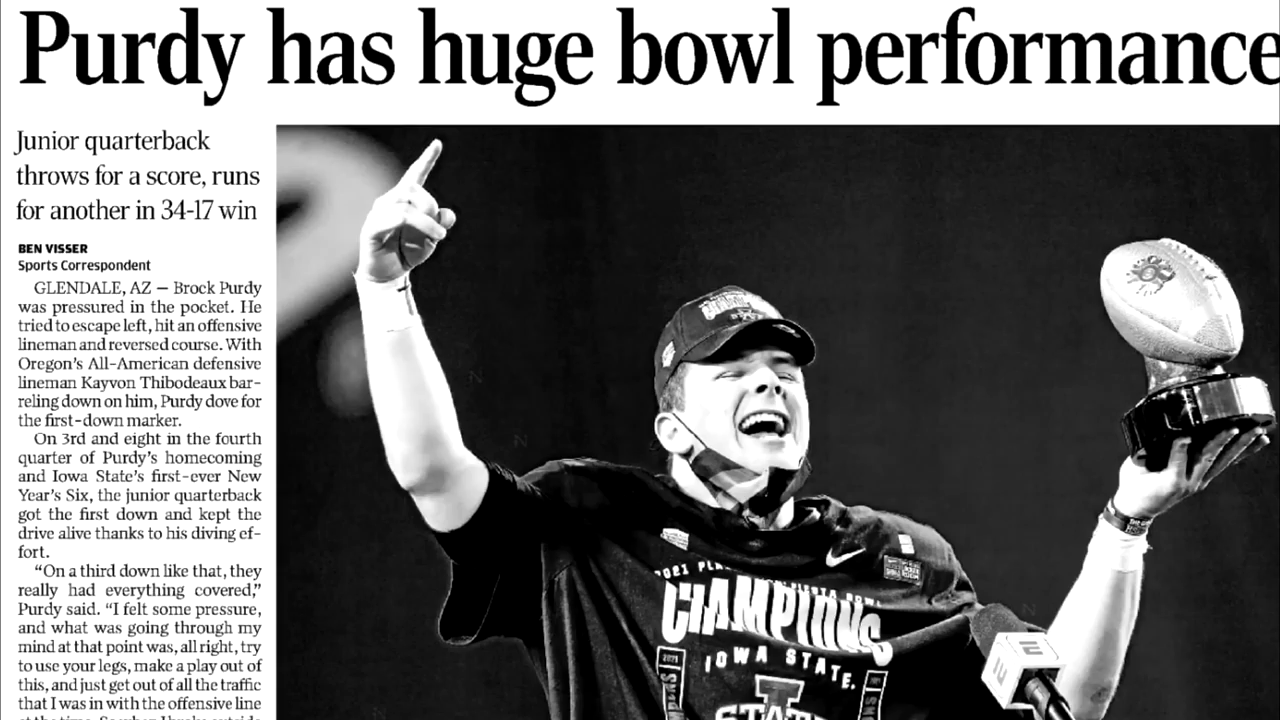 Purdy has huge bowl performance
Junior quarterback
throws for a score, runs
for another in 34-17 win
BEN VISSER
Sports Correspondent
GLENDALE, AZ — Brock Purdy
was pressured in the pocket. He
tried to escape left, hit an offensive
lineman and reversed course. With
Oregon's All-American defensive
lineman Kayvon Thibodeaux bar-
reling down on him, Purdy dove for
the first-down marker.
On 3rd and eight in the fourth
quarter of Purdy's homecoming
and Iowa State's first-ever New
Year's Six, the junior quarterback
got the first down and kept the
drive alive thanks to his diving ef-
fort.
“On a third down like that, they
really had everything covered,”
Purdy said. “I felt some pressure,
and what was going through my
mind at that point was, all right, try
to use your legs, make a play out of
this, and just get out of all the traffic
that I was in with the offensive line
2021
CHAMPIONS
IOWA STATE
I
STATE